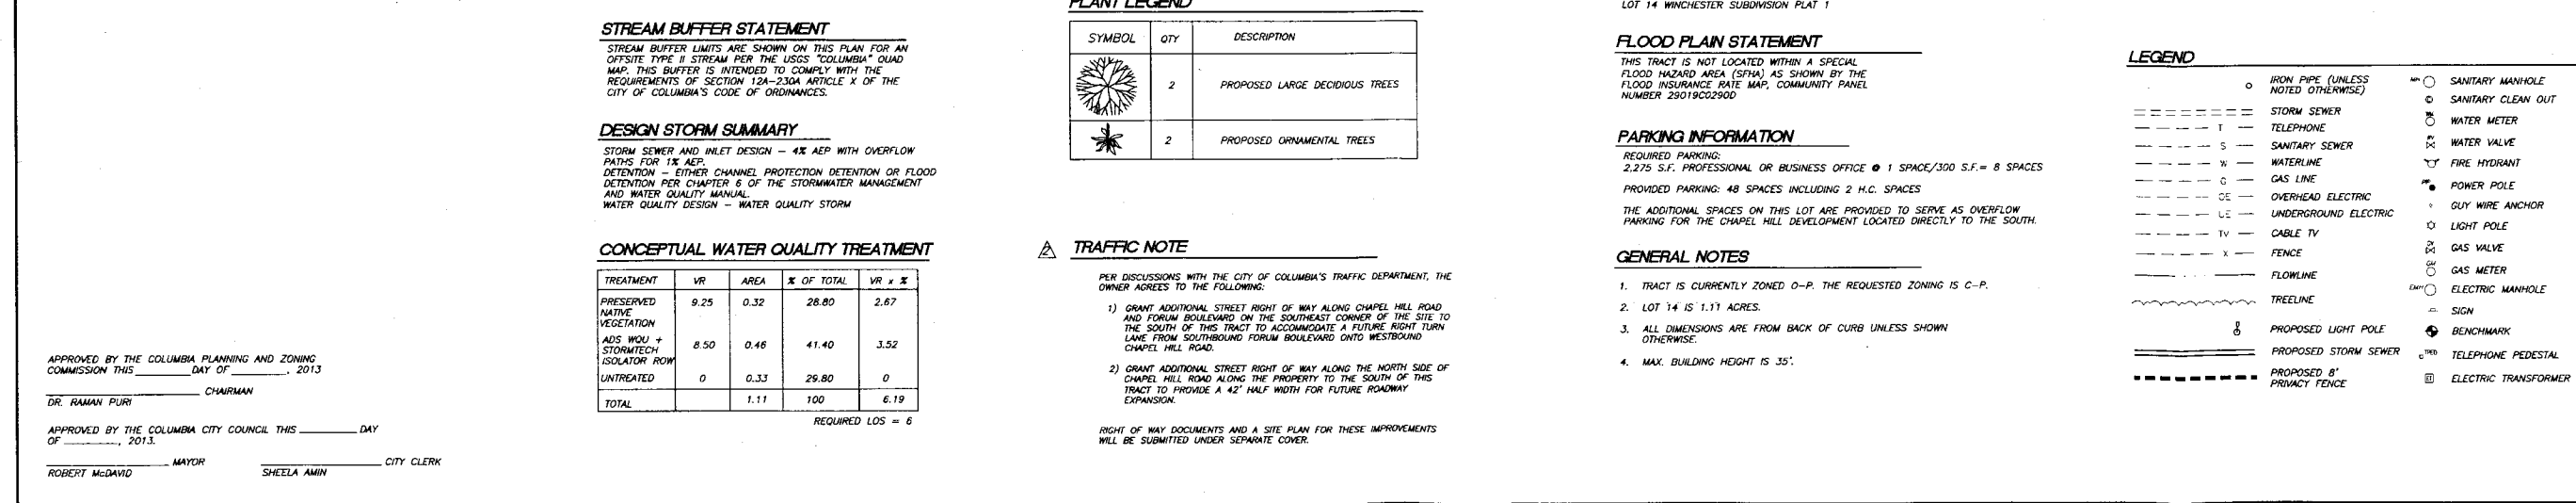 APPROVED BY THE COLUMBIA PLANNING AND ZONING
COMMISSION THIS ________ DAY OF ________, 2013
________ CHAIRMAN
DR. RAMAN PURI
APPROVED BY THE COLUMBIA CITY COUNCIL THIS ________ DAY
OF ________, 2013.
________ MAYOR ________ CITY CLERK
ROBERT McDAVID SHEELA AMIN
STREAM BUFFER STATEMENT
STREAM BUFFER LIMITS ARE SHOWN ON THIS PLAN FOR AN
OFFSITE TYPE II STREAM PER THE USGS "COLUMBIA" QUAD
MAP. THIS BUFFER IS INTENDED TO COMPLY WITH THE
REQUIREMENTS OF SECTION 12A-230A ARTICLE X OF THE
CITY OF COLUMBIA'S CODE OF ORDINANCES.
DESIGN STORM SUMMARY
STORM SEWER AND INLET DESIGN – 4% AEP WITH OVERFLOW
PATHS FOR 1% AEP.
DETENTION – EITHER CHANNEL PROTECTION DETENTION OR FLOOD
DETENTION PER CHAPTER 6 OF THE STORMWATER MANAGEMENT
AND WATER QUALITY MANUAL.
WATER QUALITY DESIGN – WATER QUALITY STORM
CONCEPTUAL WATER QUALITY TREATMENT
TREATMENT VR AREA % OF TOTAL VR x %
PRESERVED NATIVE VEGETATION 9.25 0.32 28.80 2.67
ADS WQU + STORMTECH ISOLATOR ROW 8.50 0.46 41.40 3.52
UNTREATED 0 0.33 29.80 0
TOTAL 1.11 100 6.19
REQUIRED LOS = 6
PLANT LEGEND
SYMBOL QTY DESCRIPTION
2 PROPOSED LARGE DECIDIOUS TREES
2 PROPOSED ORNAMENTAL TREES
2 TRAFFIC NOTE
PER DISCUSSIONS WITH THE CITY OF COLUMBIA'S TRAFFIC DEPARTMENT, THE
OWNER AGREES TO THE FOLLOWING:
1) GRANT ADDITIONAL STREET RIGHT OF WAY ALONG CHAPEL HILL ROAD
AND FORUM BOULEVARD ON THE SOUTHEAST CORNER OF THE SITE TO
THE SOUTH OF THIS TRACT TO ACCOMMODATE A FUTURE RIGHT TURN
LANE FROM SOUTHBOUND FORUM BOULEVARD ONTO WESTBOUND
CHAPEL HILL ROAD.
2) GRANT ADDITIONAL STREET RIGHT OF WAY ALONG THE NORTH SIDE OF
CHAPEL HILL ROAD ALONG THE PROPERTY TO THE SOUTH OF THIS
TRACT TO PROVIDE A 42' HALF WIDTH FOR FUTURE ROADWAY
EXPANSION.
RIGHT OF WAY DOCUMENTS AND A SITE PLAN FOR THESE IMPROVEMENTS
WILL BE SUBMITTED UNDER SEPARATE COVER.
LOT 14 WINCHESTER SUBDIVISION PLAT 1
FLOOD PLAIN STATEMENT
THIS TRACT IS NOT LOCATED WITHIN A SPECIAL
FLOOD HAZARD AREA (SFHA) AS SHOWN BY THE
FLOOD INSURANCE RATE MAP, COMMUNITY PANEL
NUMBER 29019C0290D
PARKING INFORMATION
REQUIRED PARKING:
2,275 S.F. PROFESSIONAL OR BUSINESS OFFICE @ 1 SPACE/300 S.F.= 8 SPACES
PROVIDED PARKING: 48 SPACES INCLUDING 2 H.C. SPACES
THE ADDITIONAL SPACES ON THIS LOT ARE PROVIDED TO SERVE AS OVERFLOW
PARKING FOR THE CHAPEL HILL DEVELOPMENT LOCATED DIRECTLY TO THE SOUTH.
GENERAL NOTES
1. TRACT IS CURRENTLY ZONED O-P. THE REQUESTED ZONING IS C-P.
2. LOT 14 IS 1.11 ACRES.
3. ALL DIMENSIONS ARE FROM BACK OF CURB UNLESS SHOWN
OTHERWISE.
4. MAX. BUILDING HEIGHT IS 35'.
LEGEND
IRON PIPE (UNLESS
NOTED OTHERWISE)
STORM SEWER
T TELEPHONE
S SANITARY SEWER
W WATERLINE
G GAS LINE
OE OVERHEAD ELECTRIC
UE UNDERGROUND ELECTRIC
TV CABLE TV
X FENCE
FLOWLINE
TREELINE
PROPOSED LIGHT POLE
PROPOSED STORM SEWER
PROPOSED 8'
PRIVACY FENCE
SANITARY MANHOLE
SANITARY CLEAN OUT
WATER METER
WATER VALVE
FIRE HYDRANT
POWER POLE
GUY WIRE ANCHOR
LIGHT POLE
GAS VALVE
GM GAS METER
ELECTRIC MANHOLE
SIGN
BENCHMARK
TPED TELEPHONE PEDESTAL
ELECTRIC TRANSFORMER